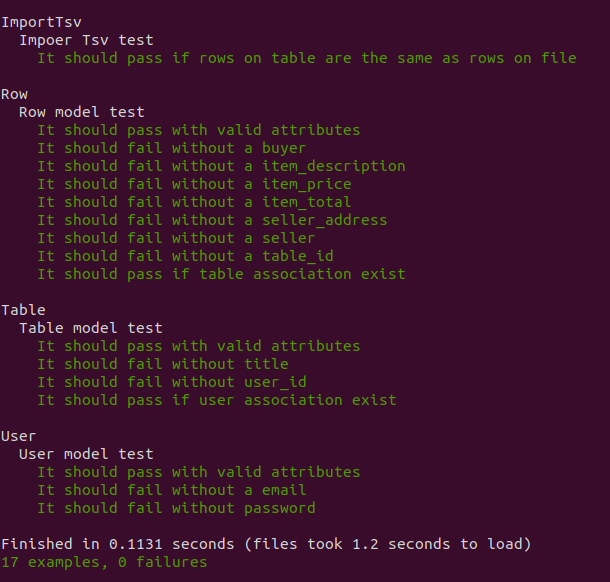 ImportTsv
Impoer Tsv test
It should pass if rows on table are the same as rows on file
Row
Row model test
It should pass with valid attributes
It should fail without a buyer
It should fail without a item_description
It should fail without a item_price
It should fail without a item_total
It should fail without a seller_address
It should fail without a seller
It should fail without a table_id
It should pass if table association exist
Table
Table model test
It should pass with valid attributes
It should fail without title
It should fail without user_id
It should pass if user association exist
User
User model test
It should pass with valid attributes
It should fail without a email
It should fail without password
Finished in 0.1131 seconds (files took 1.2 seconds to load)
17 examples, 0 failures